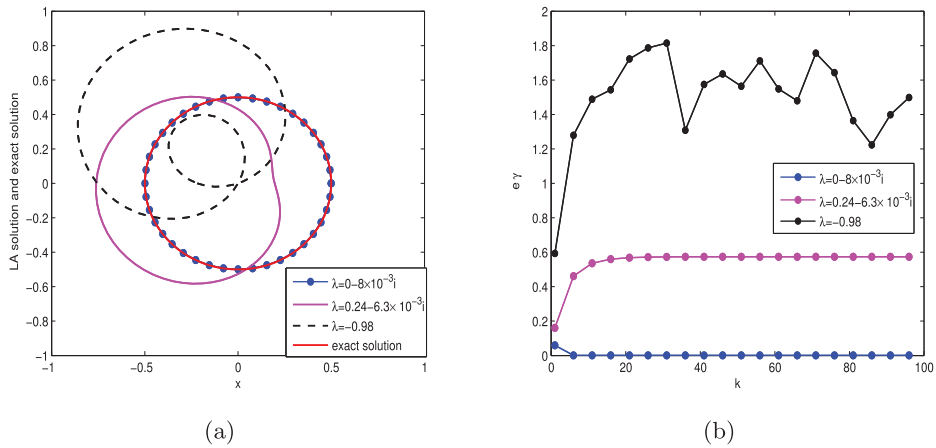 1
0.8
0.6
0.4
0.2
0
−0.2
−0.4
−0.6
−0.8
−1
−1
−0.5
0
0.5
1
LA solution and exact solution
x
λ=0−8×10⁻³i
λ=0.24−6.3× 10⁻³i
λ=−0.98
exact solution
(a)
2
1.8
1.6
1.4
1.2
1
0.8
0.6
0.4
0.2
0
0
20
40
60
80
100
e γ
k
λ=0−8×10⁻³i
λ=0.24−6.3×10⁻³i
λ=−0.98
(b)